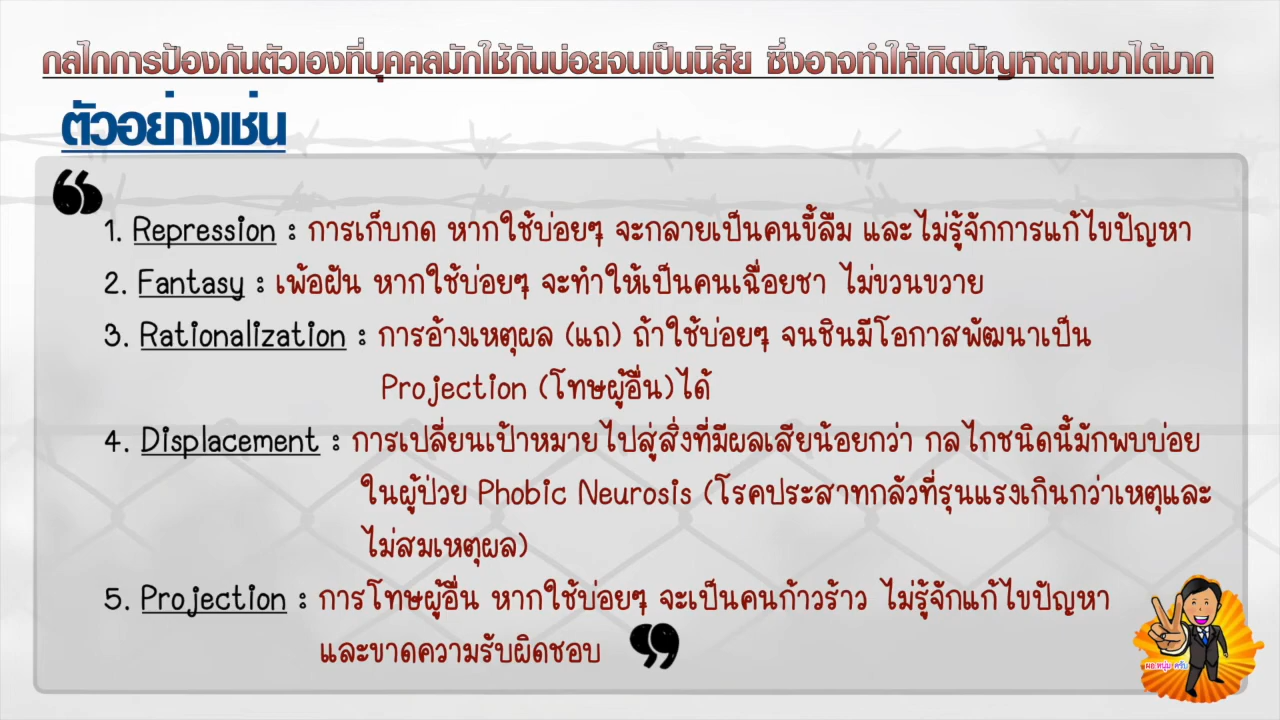 กลไกการป้องกันตัวเองที่บุคคลมักใช้กันบ่อยจนเป็นนิสัย ซึ่งอาจทำให้เกิดปัญหาตามมาได้มาก
ตัวอย่างเช่น
1. Repression : การเก็บกด หากใช้บ่อยๆ จะกลายเป็นคนขี้ลืม และไม่รู้จักการแก้ไขปัญหา
2. Fantasy : เพ้อฝัน หากใช้บ่อยๆ จะทำให้เป็นคนเฉื่อยชา ไม่ขวนขวาย
3. Rationalization : การอ้างเหตุผล (แถ) ถ้าใช้บ่อยๆ จนชินมีโอกาสพัฒนาเป็น
Projection (โทษผู้อื่น)ได้
4. Displacement : การเปลี่ยนเป้าหมายไปสู่สิ่งที่มีผลเสียน้อยกว่า กลไกชนิดนี้มักพบบ่อย
ในผู้ป่วย Phobic Neurosis (โรคประสาทกลัวที่รุนแรงเกินกว่าเหตุและ
ไม่สมเหตุผล)
5. Projection : การโทษผู้อื่น หากใช้บ่อยๆ จะเป็นคนก้าวร้าว ไม่รู้จักแก้ไขปัญหา
และขาดความรับผิดชอบ
หมอ หนุ่ม ครับ